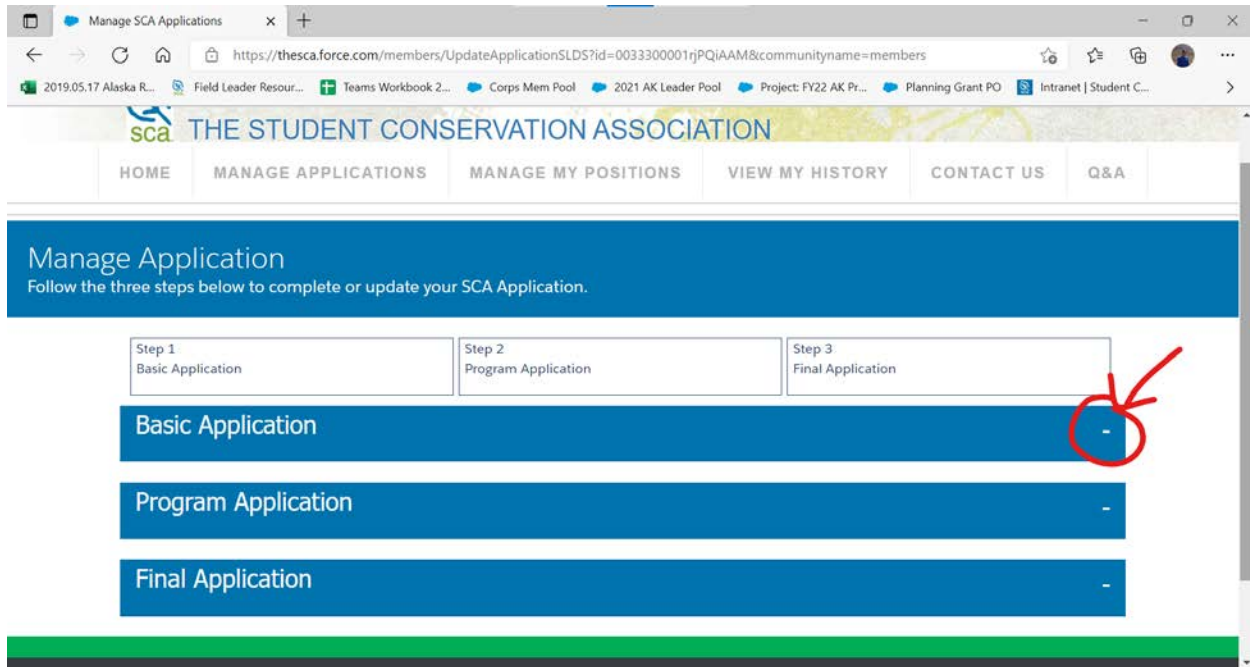 Manage SCA Applications
https://thesca.force.com/members/UpdateApplicationSLDS?id=0033300001rjPQiAAM&communityname=members
2019.05.17 Alaska R... Field Leader Resour... Teams Workbook 2... Corps Mem Pool 2021 AK Leader Pool Project: FY22 AK Pr... Planning Grant PO Intranet | Student C...
sca THE STUDENT CONSERVATION ASSOCIATION
HOME MANAGE APPLICATIONS MANAGE MY POSITIONS VIEW MY HISTORY CONTACT US Q&A
Manage Application
Follow the three steps below to complete or update your SCA Application.
Step 1 Step 2 Step 3
Basic Application Program Application Final Application
Basic Application -
Program Application -
Final Application -